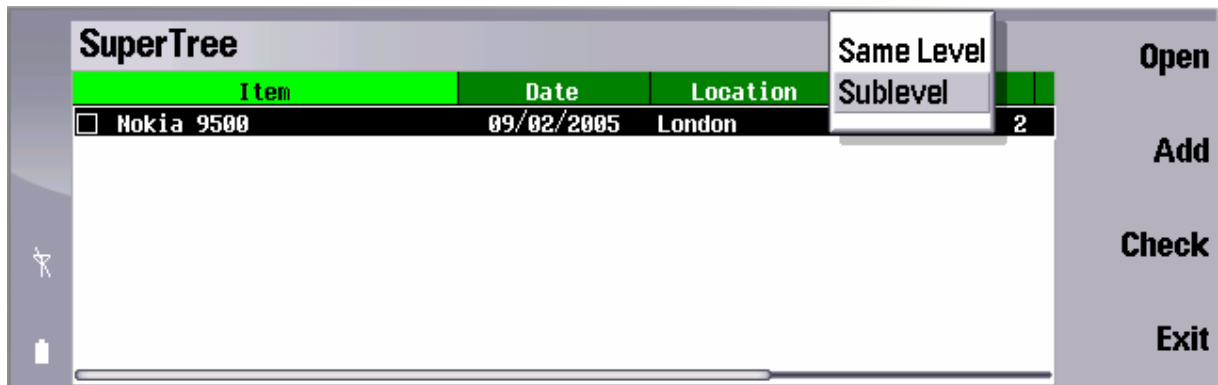 SuperTree
Same Level
Sublevel
Item Date Location
Nokia 9500 09/02/2005 London 2
Open
Add
Check
Exit